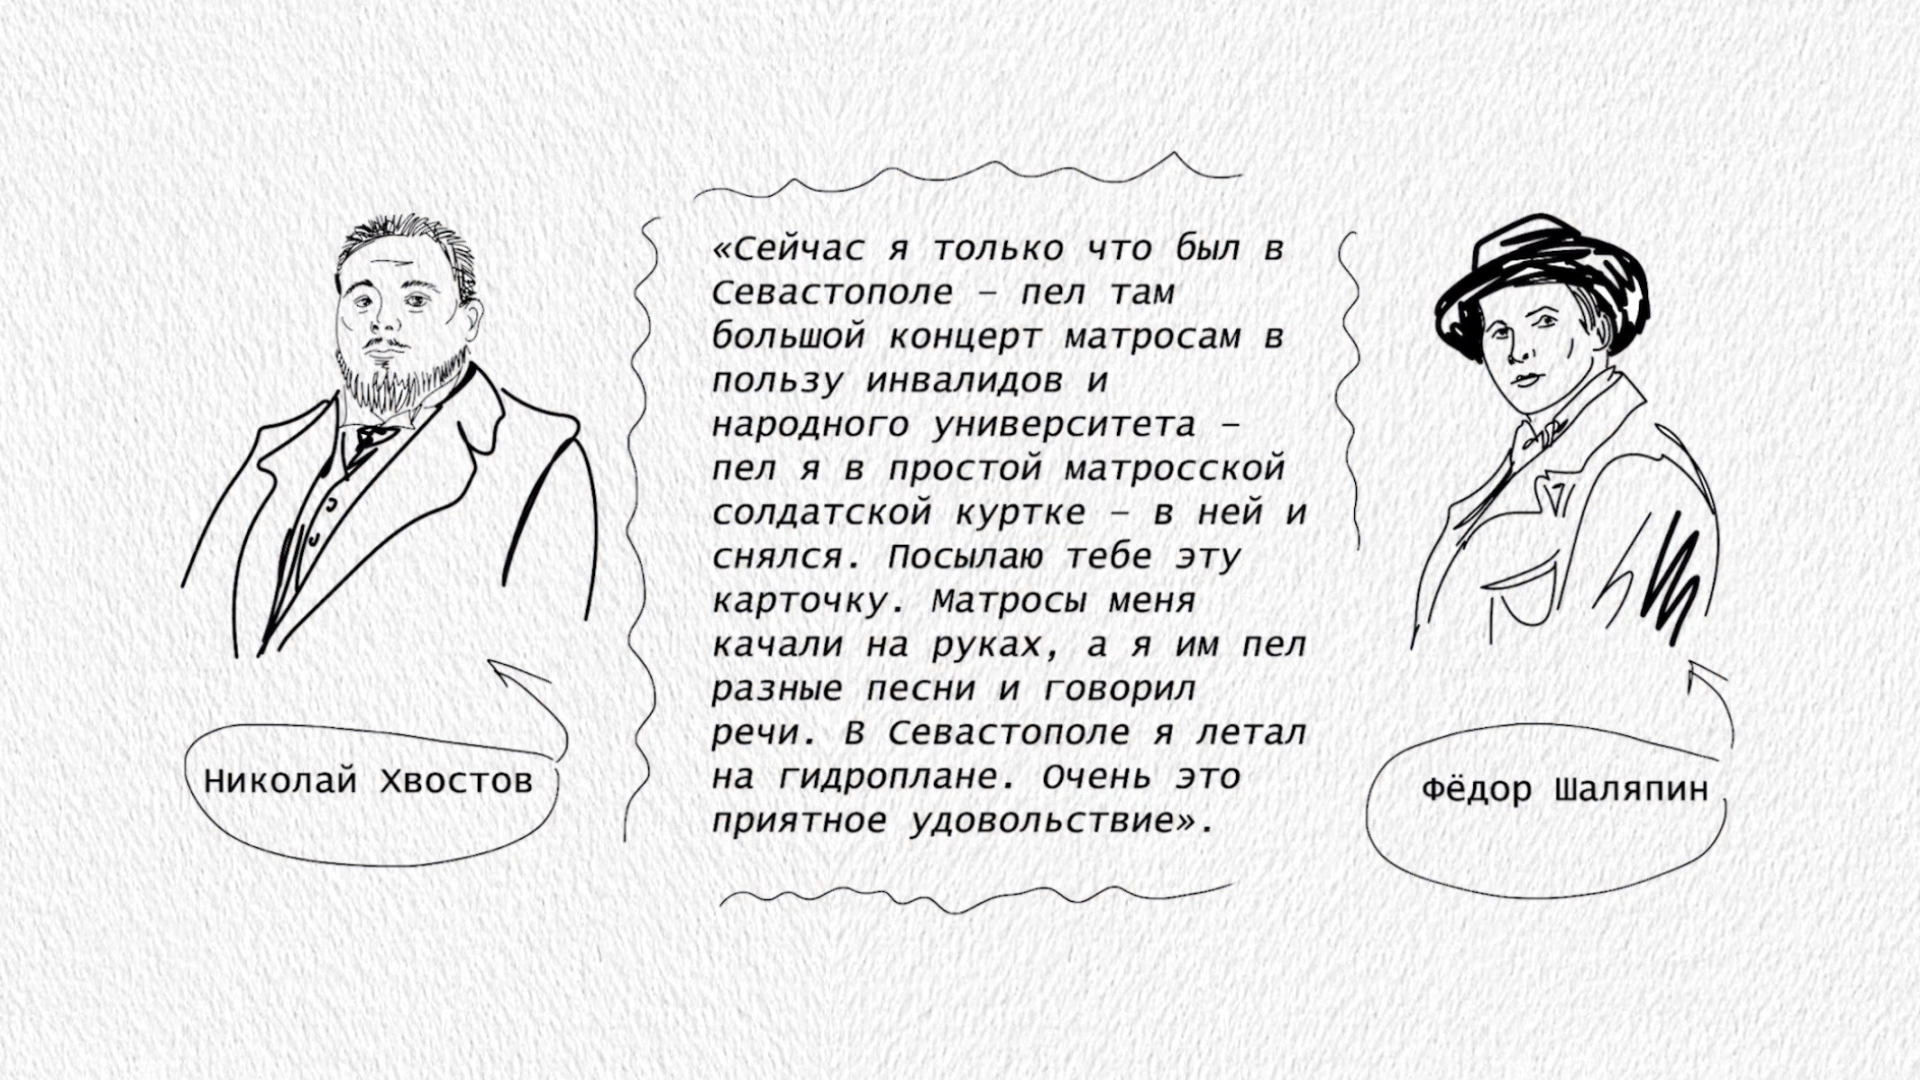 «Сейчас я только что был в
Севастополе – пел там
большой концерт матросам в
пользу инвалидов и
народного университета –
пел я в простой матросской
солдатской куртке – в ней и
снялся. Посылаю тебе эту
карточку. Матросы меня
качали на руках, а я им пел
разные песни и говорил
речи. В Севастополе я летал
на гидроплане. Очень это
приятное удовольствие».
Николай Хвостов
Фёдор Шаляпин